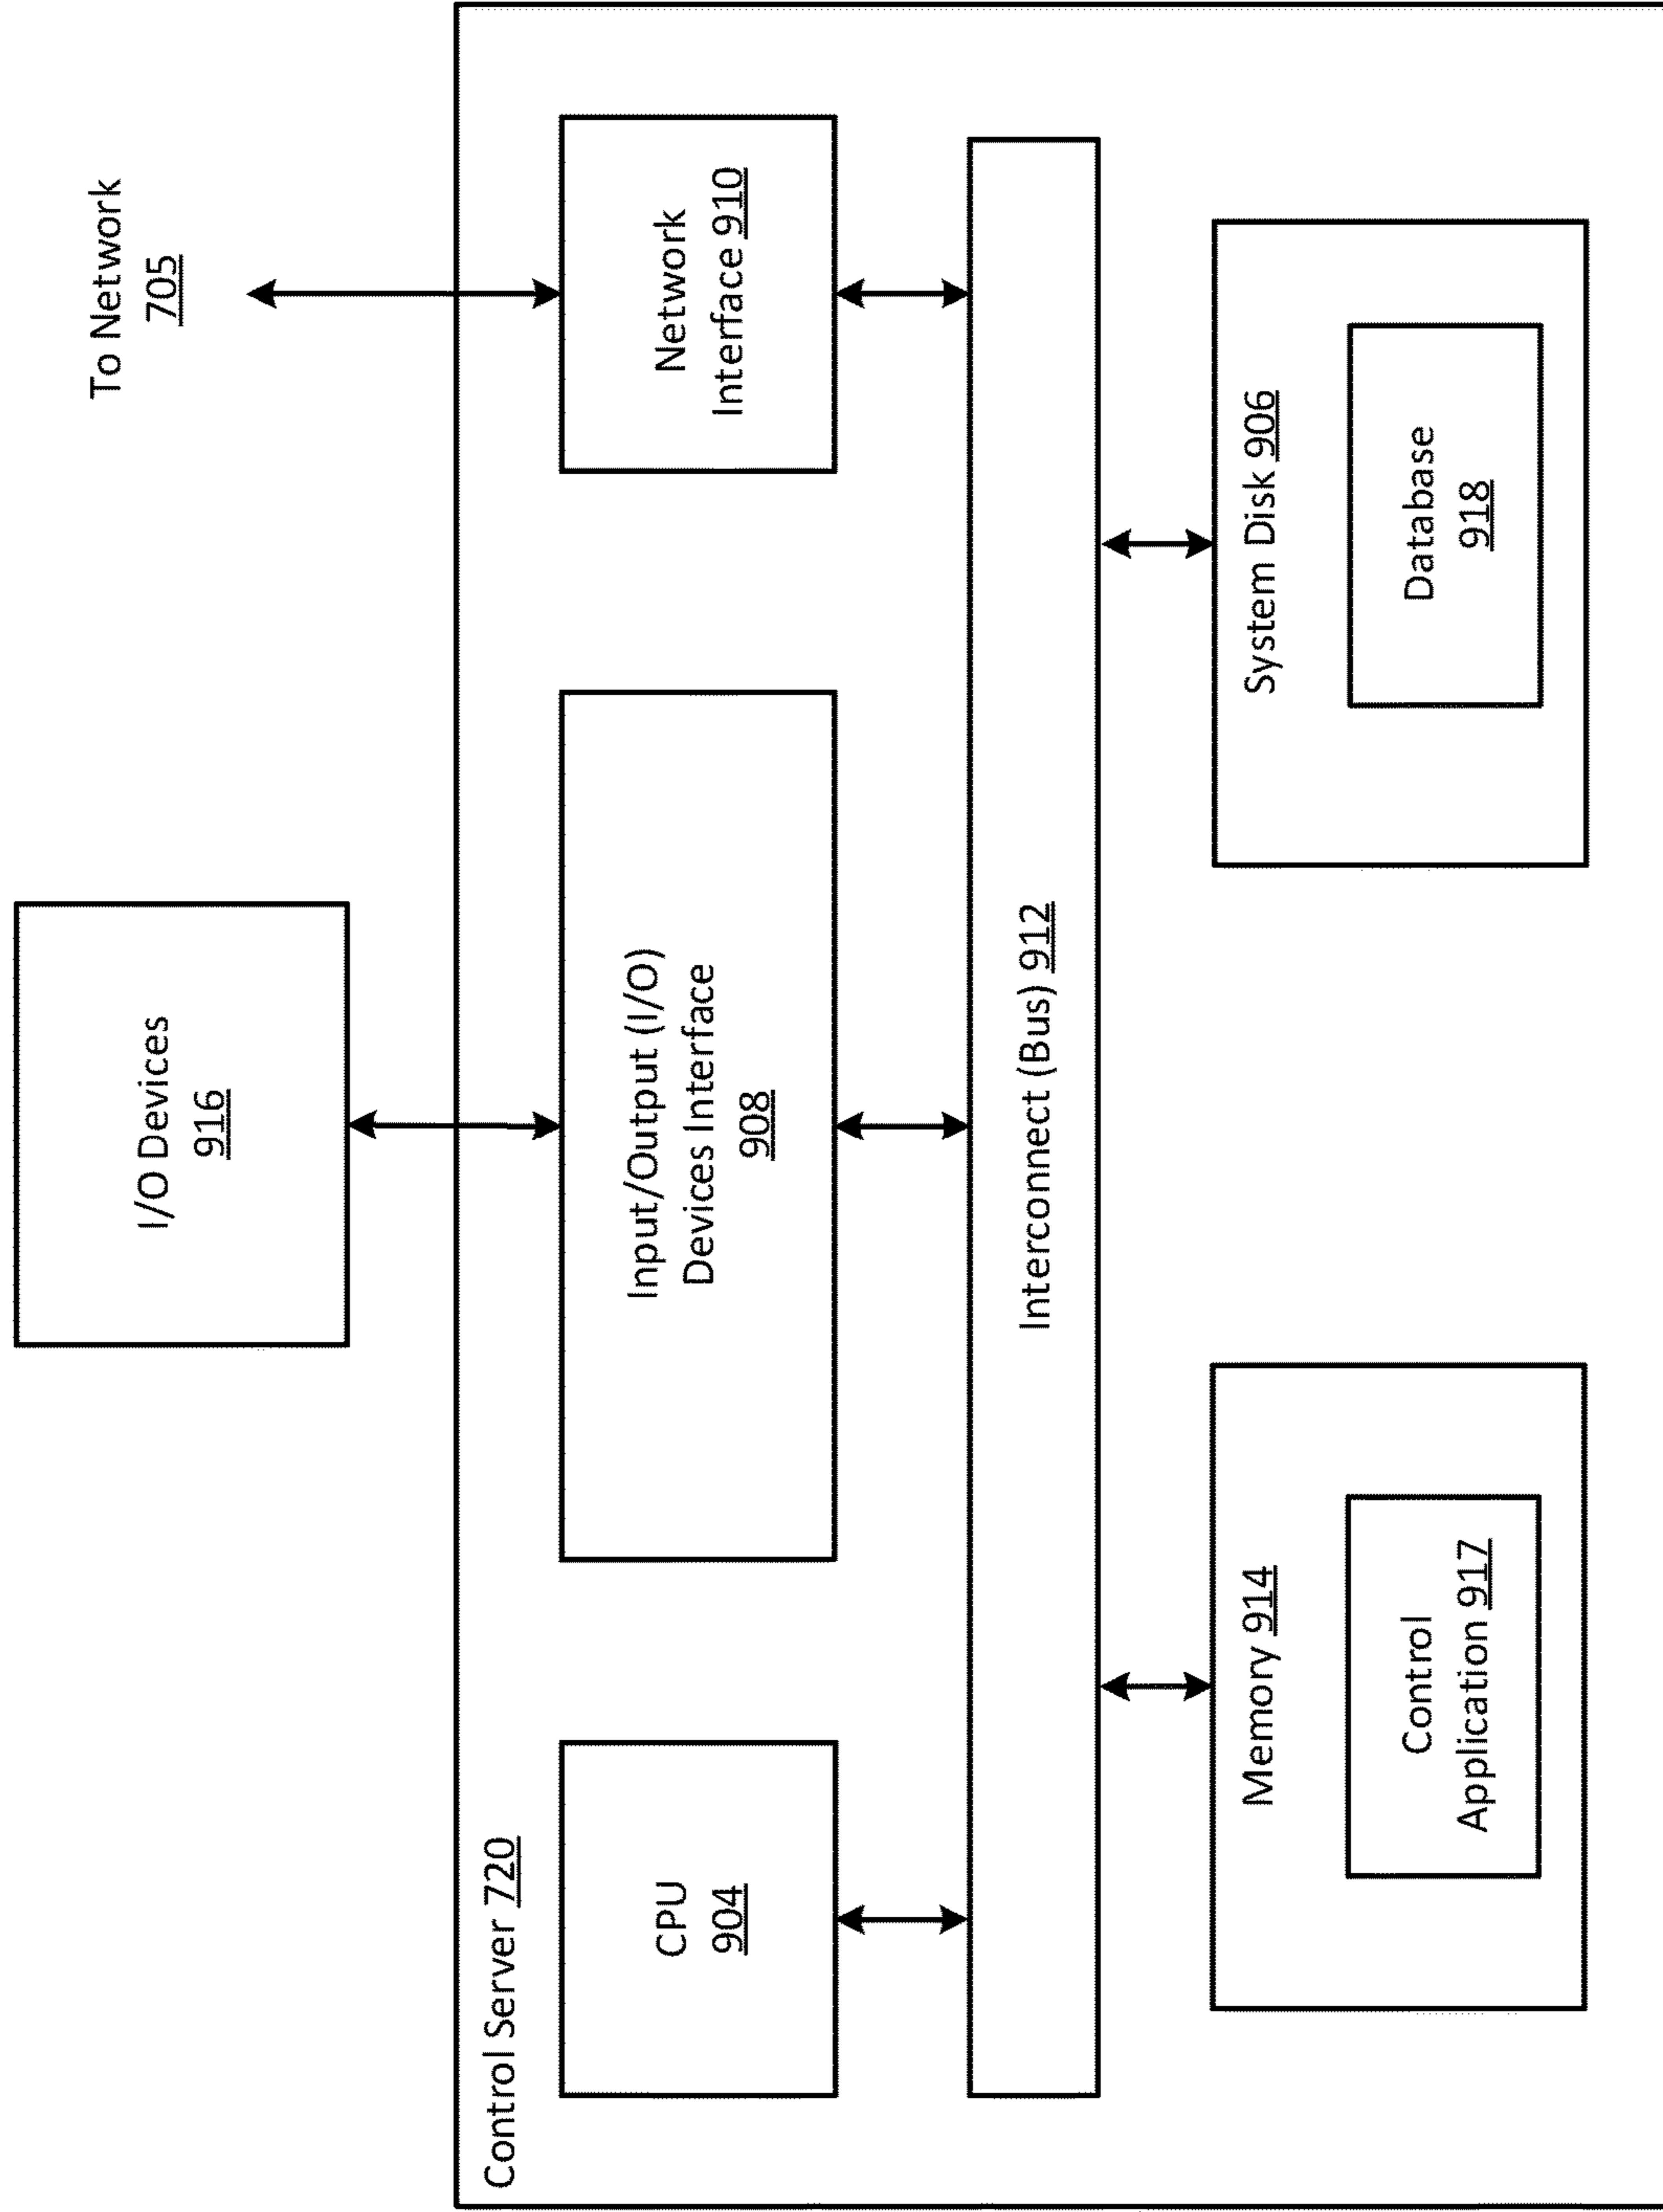 To Network
705
I/O Devices
916
Control Server 720
CPU
904
Input/Output (I/O)
Devices Interface
908
Network
Interface 910
Interconnect (Bus) 912
Memory 914
Control
Application 917
System Disk 906
Database
918